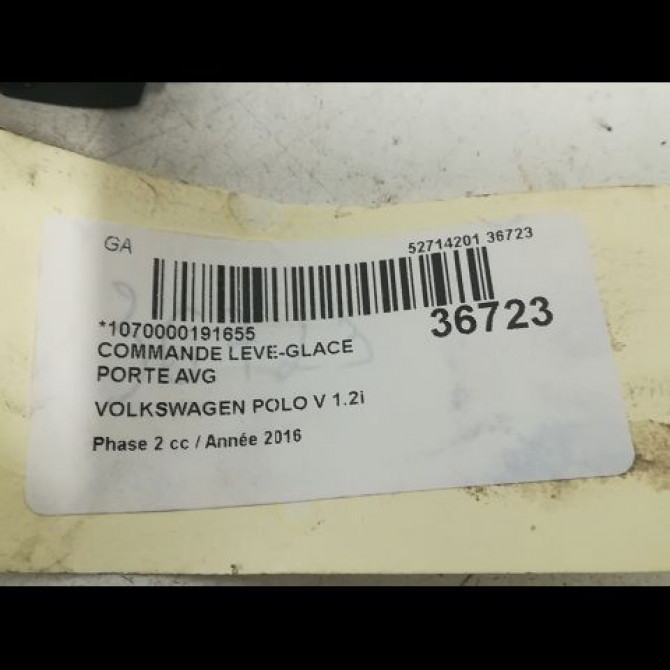 GA
52714201 36723
*1070000191655
36723
COMMANDE LEVE-GLACE
PORTE AVG
VOLKSWAGEN POLO V 1.2i
Phase 2 cc / Année 2016